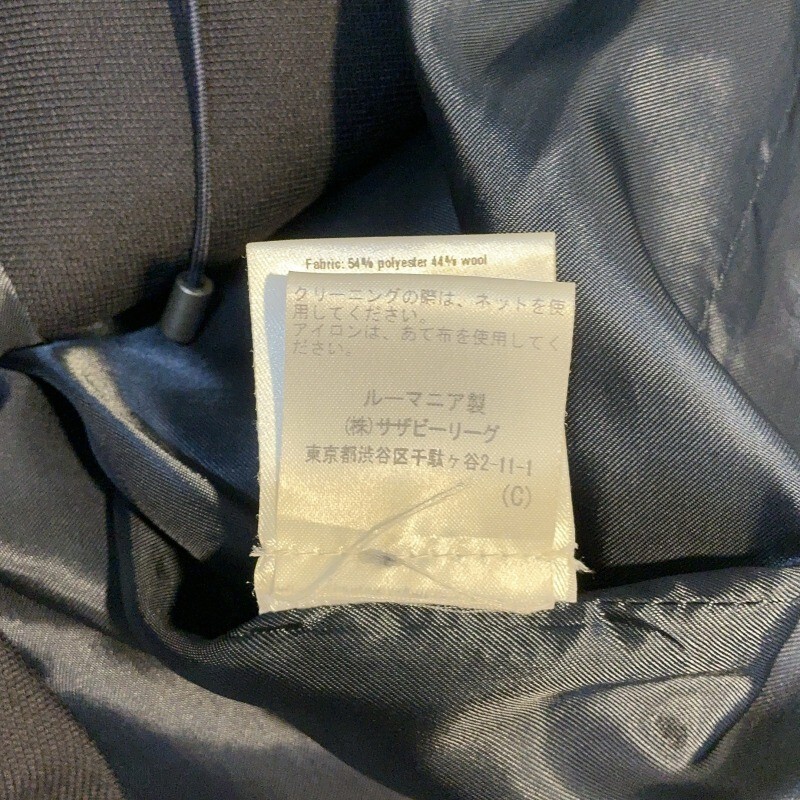 Fabric: 54% polyester 44% wool
クリーニングの際は、ネットを使
用してください。
アイロンは、あて布を使用してく
ださい。
ルーマニア製
(株)サザビーリーグ
東京都渋谷区千駄ヶ谷2-11-1
(C)